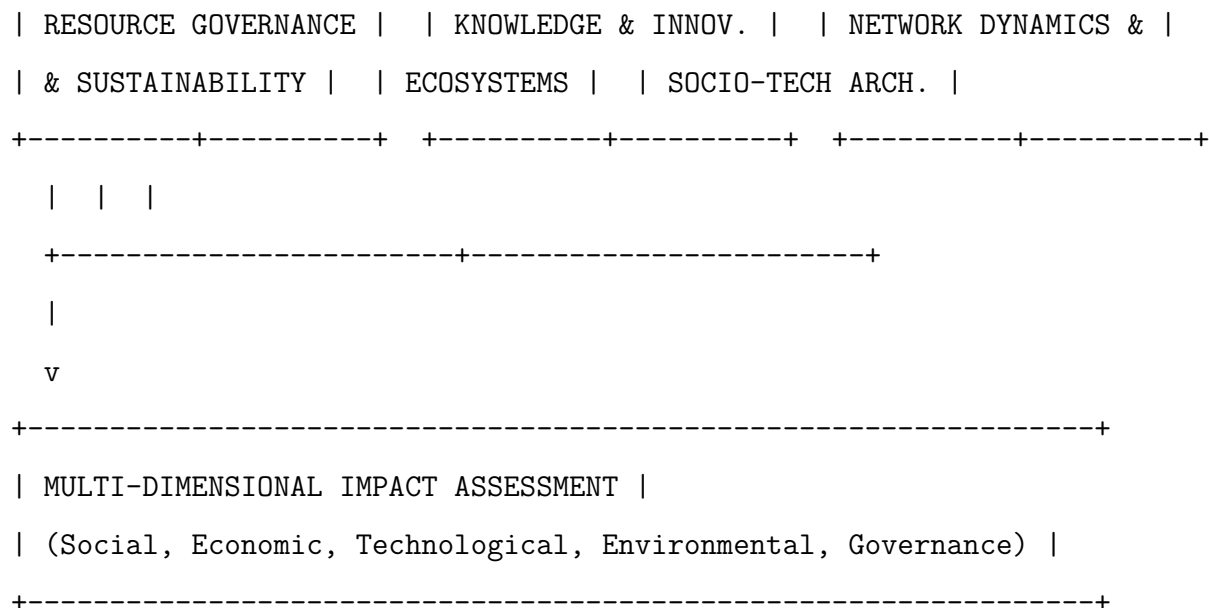 | RESOURCE GOVERNANCE | | KNOWLEDGE & INNOV. | | NETWORK DYNAMICS & |
| & SUSTAINABILITY | | ECOSYSTEMS | | SOCIO-TECH ARCH. |
+----------+----------+ +----------+----------+ +----------+----------+
| | |
+------------------------+------------------------+
|
v
+-----------------------------------------------------------------+
| MULTI-DIMENSIONAL IMPACT ASSESSMENT |
| (Social, Economic, Technological, Environmental, Governance) |
+-----------------------------------------------------------------+